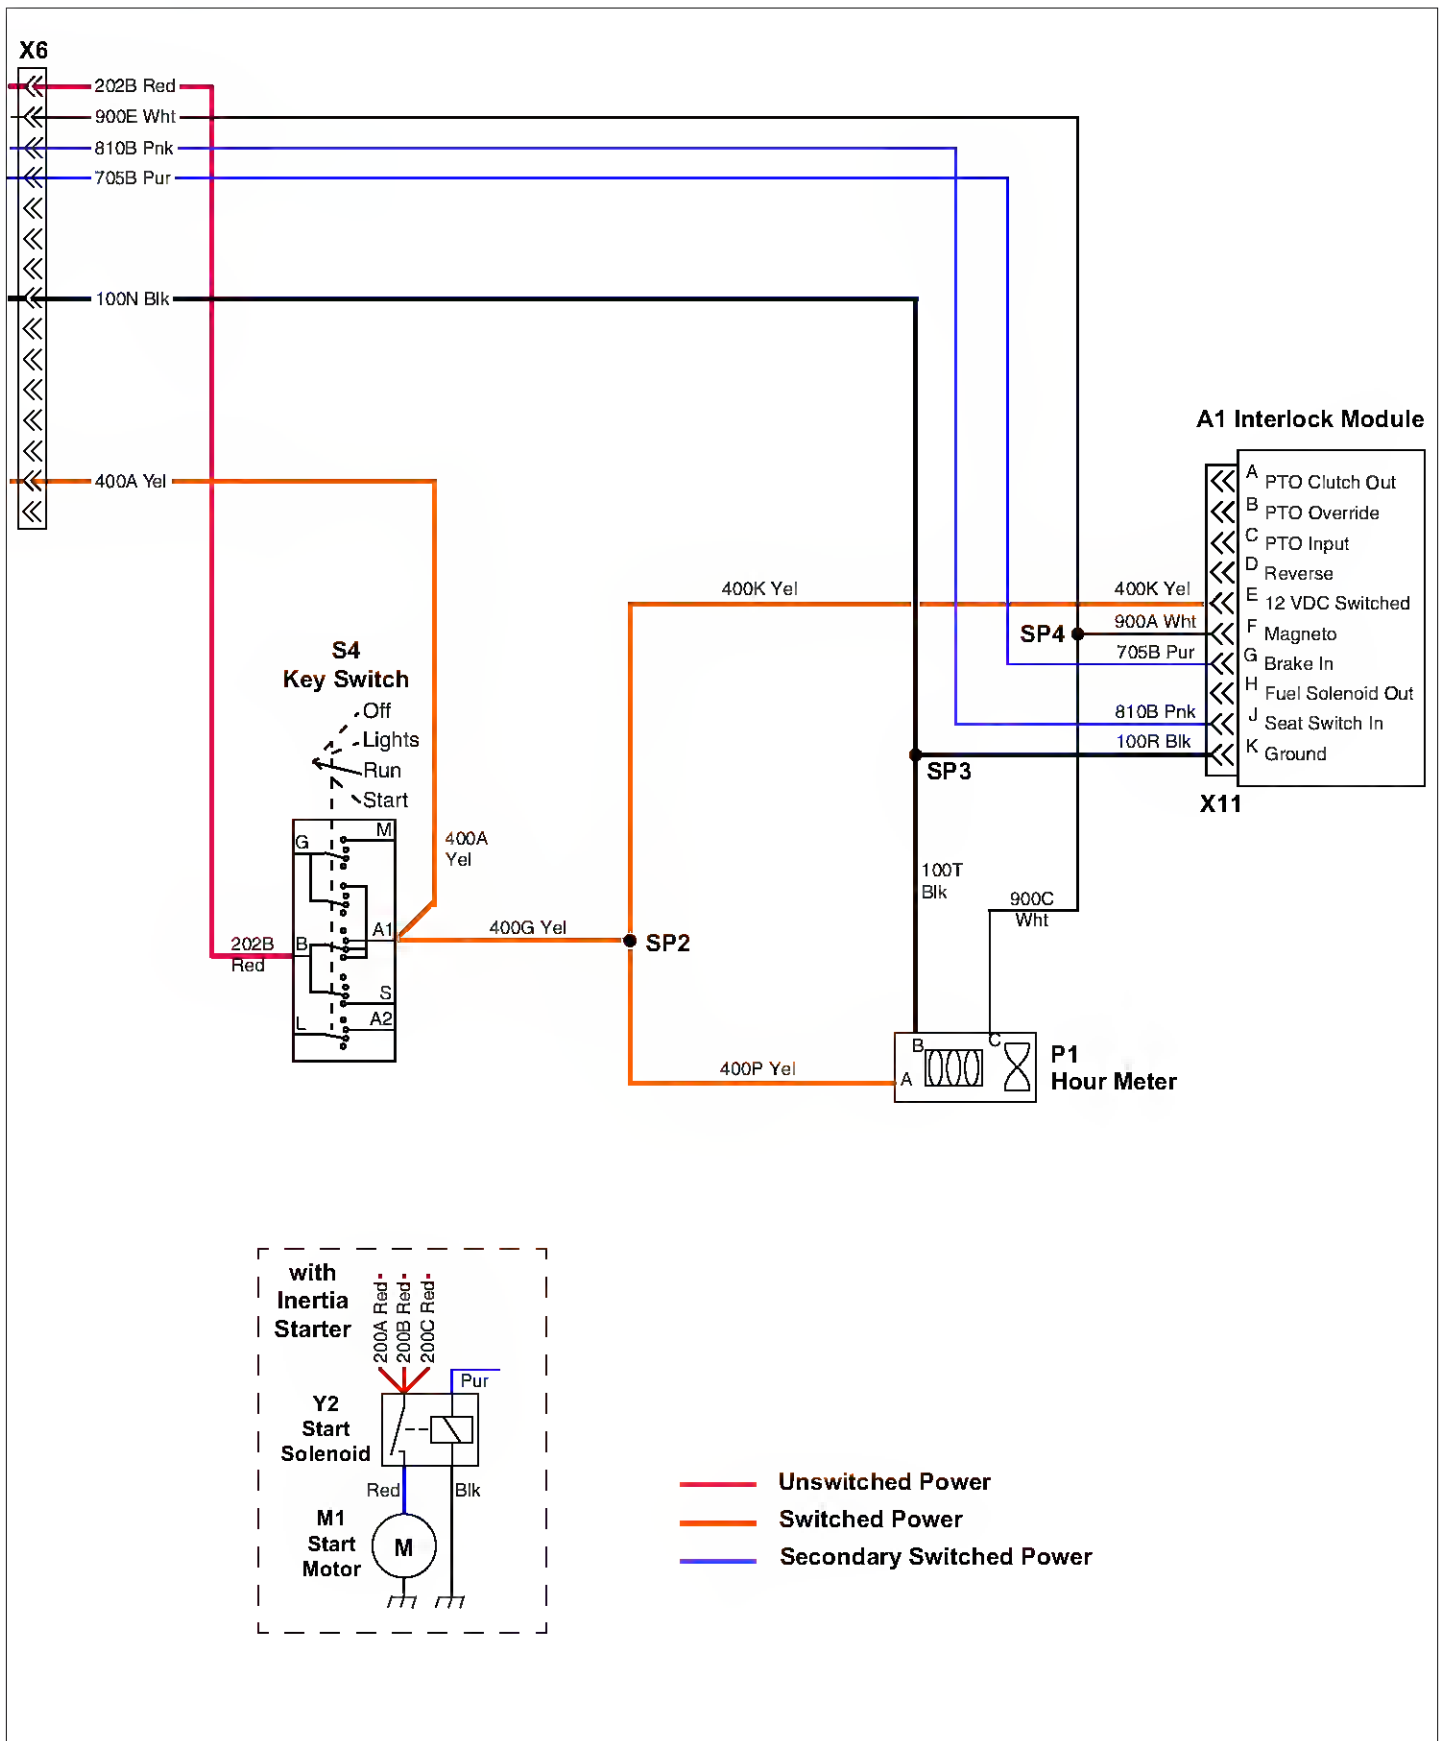 X6
202B Red
900E Wht
810B Pnk
705B Pur
100N Blk
400A Yel
A1 Interlock Module
A PTO Clutch Out
B PTO Override
C PTO Input
D Reverse
400K Yel
400K Yel
E 12 VDC Switched
900A Wht
F Magneto
SP4
705B Pur
G Brake In
H Fuel Solenoid Out
810B Pnk
J Seat Switch In
100R Blk
K Ground
SP3
X11
S4
Key Switch
Off
Lights
Run
Start
G
M
400A
Yel
100T
Blk
900C
Wht
A1
400G Yel
SP2
202B
Red
B
S
L
A2
400P Yel
B
C
A
P1
Hour Meter
with
Inertia
Starter
200A Red
200B Red
200C Red
Pur
Y2
Start
Solenoid
Red
Blk
M1
Start
Motor
M
Unswitched Power
Switched Power
Secondary Switched Power